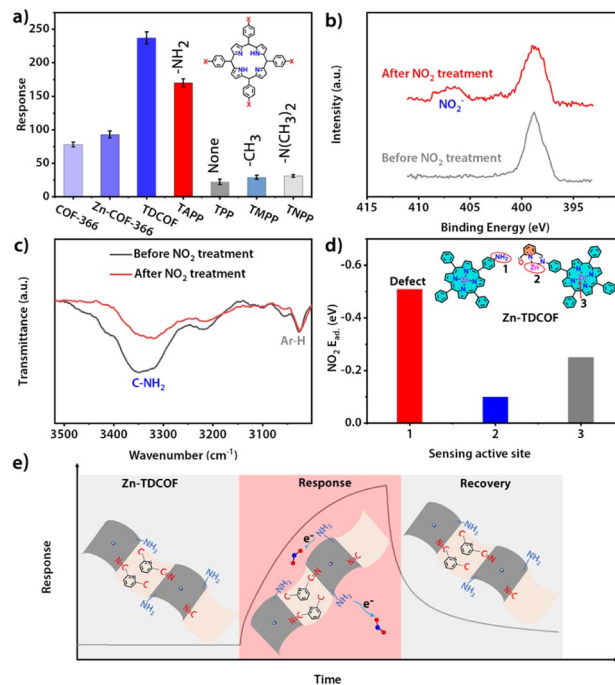 a)
Response
250
200
150
100
50
0
COF-366
Zn-COF-366
TDCOF
TAPP
TPP
TMPP
TNPP
-NH2
None
-CH3
-N(CH3)2
X
X
X
X
NH
N
N
HN
b)
Intensity (a.u.)
After NO2 treatment
NO2-
Before NO2 treatment
415
410
405
400
395
Binding Energy (eV)
c)
Before NO2 treatment
After NO2 treatment
Transmittance (a.u.)
C-NH2
Ar-H
3500
3400
3300
3200
3100
Wavenumber (cm-1)
d)
NO2 Ead. (eV)
-0.6
-0.4
-0.2
0.0
Defect
NH2
1
Zn
2
3
Zn-TDCOF
1
2
3
Sensing active site
e)
Zn-TDCOF
Response
Recovery
NH2
NH2
NH2
e-
NH2
NH2
e-
NH2
NH2
NH2
Response
Time